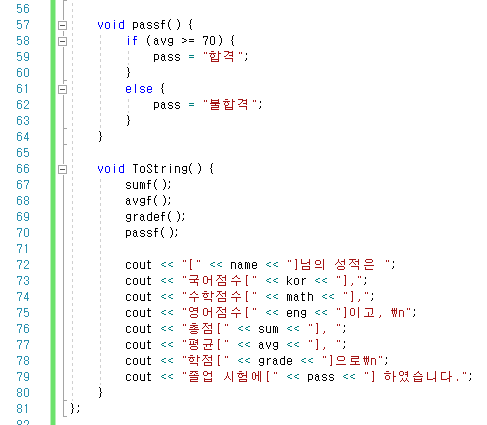 56
57 void passf() {
58 if (avg >= 70) {
59 pass = "합격";
60 }
61 else {
62 pass = "불합격";
63 }
64 }
65
66 void ToString() {
67 sumf();
68 avgf();
69 gradef();
70 passf();
71
72 cout << "[" << name << "]님의 성적은 ";
73 cout << "국어점수[" << kor << "],";
74 cout << "수학점수[" << math << "],";
75 cout << "영어점수[" << eng << "]이고, ₩n";
76 cout << "총점[" << sum << "], ";
77 cout << "평균[" << avg << "], ";
78 cout << "학점[" << grade << "]으로₩n";
79 cout << "졸업 시험에[" << pass << "] 하였습니다.";
80 }
81 };
82